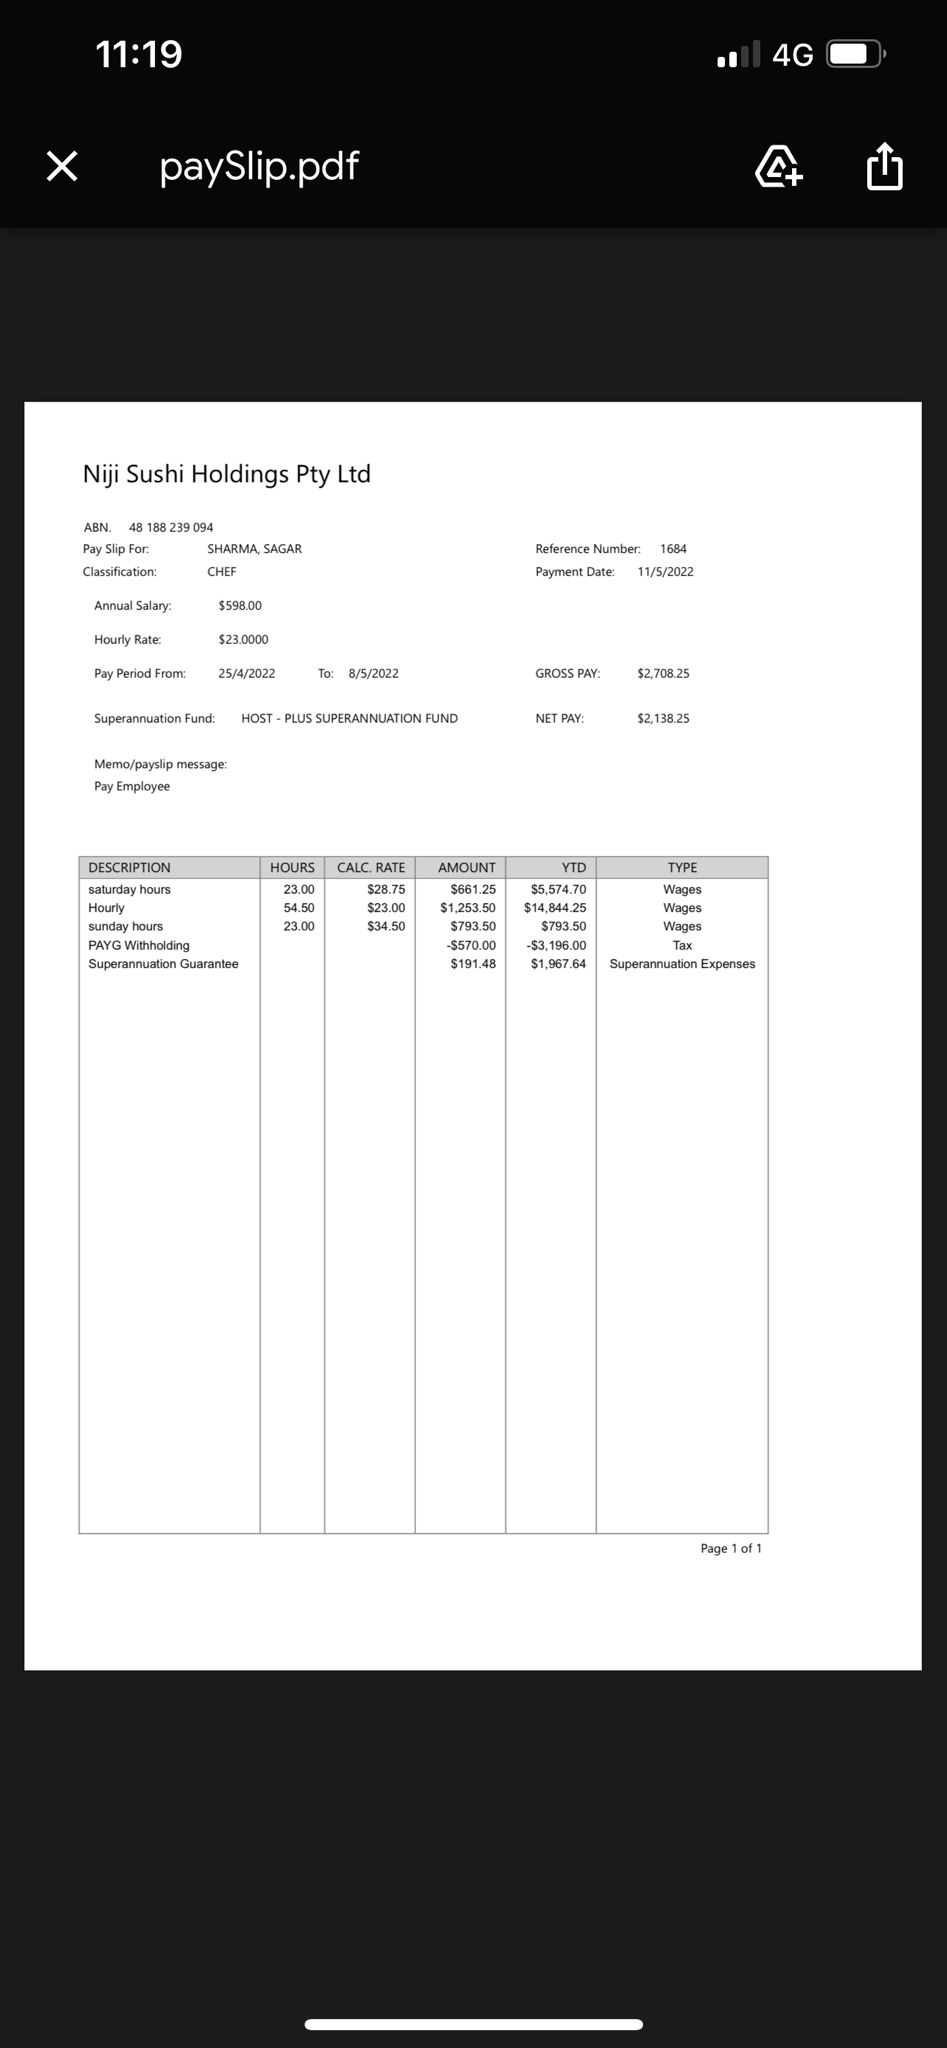 11:19 4G
paySlip.pdf
Niji Sushi Holdings Pty Ltd
ABN. 48 188 239 094
Pay Slip For: SHARMA, SAGAR Reference Number: 1684
Classification: CHEF Payment Date: 11/5/2022
Annual Salary: $598.00
Hourly Rate: $23.0000
Pay Period From: 25/4/2022 To: 8/5/2022 GROSS PAY: $2,708.25
Superannuation Fund: HOST - PLUS SUPERANNUATION FUND NET PAY: $2,138.25
Memo/payslip message:
Pay Employee
DESCRIPTION HOURS CALC. RATE AMOUNT YTD TYPE
saturday hours 23.00 $28.75 $661.25 $5,574.70 Wages
Hourly 54.50 $23.00 $1,253.50 $14,844.25 Wages
sunday hours 23.00 $34.50 $793.50 $793.50 Wages
PAYG Withholding -$570.00 -$3,196.00 Tax
Superannuation Guarantee $191.48 $1,967.64 Superannuation Expenses
Page 1 of 1